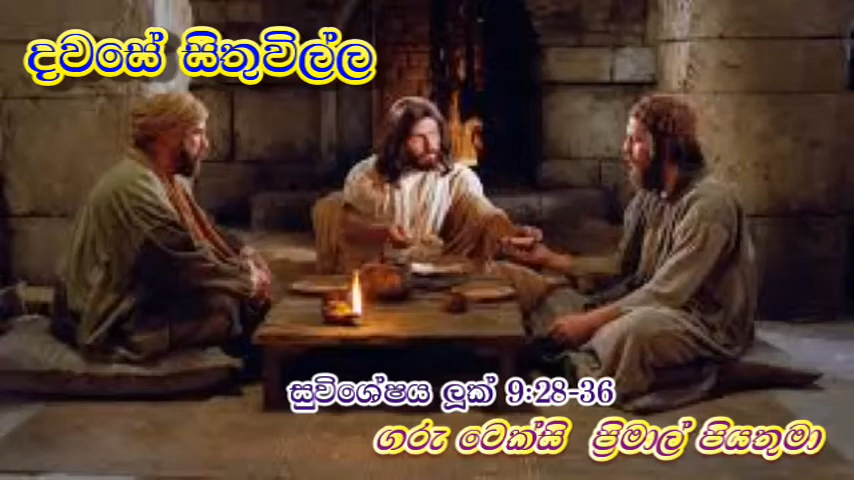 දවසේ සිතුවිල්ල
සුවිශේෂය ලූක් 9:28-36
ගරු ටෙක්සි ප්‍රිමාල් පියතුමා